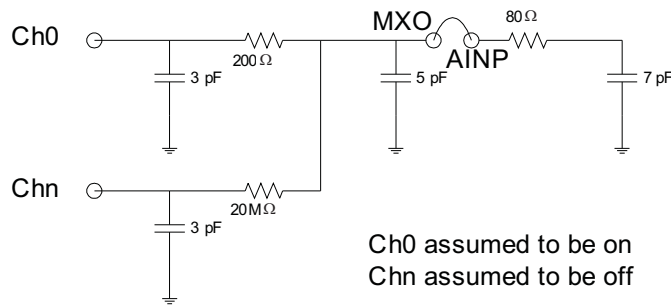 MXO
80Ω
Ch0
200Ω
AINP
3 pF
5 pF
7 pF
Chn
20MΩ
3 pF
Ch0 assumed to be on
Chn assumed to be off